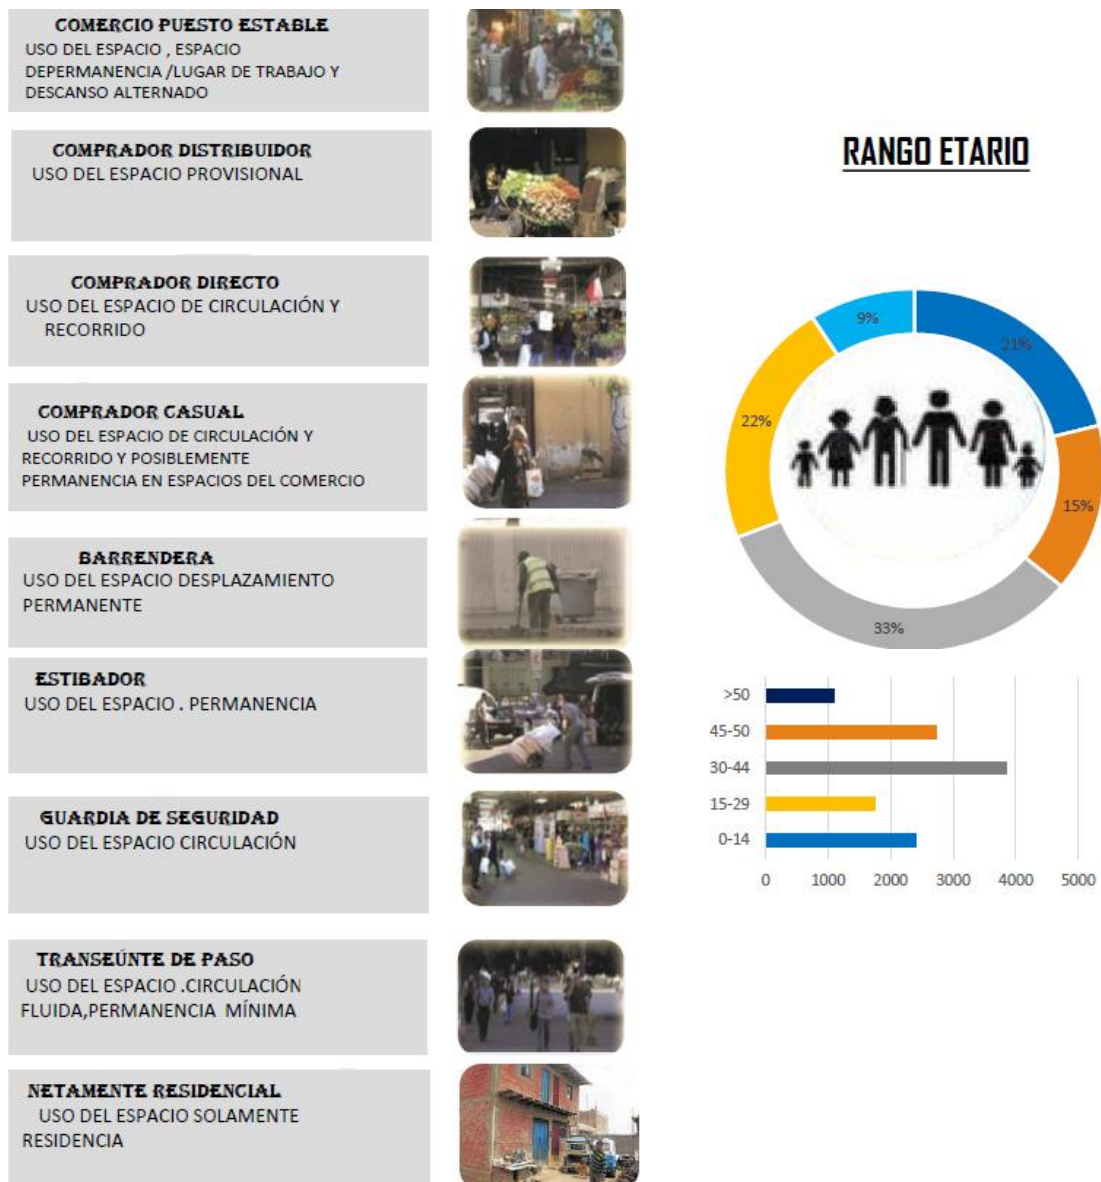 COMERCIO PUESTO ESTABLE
USO DEL ESPACIO , ESPACIO
DEPERMANENCIA /LUGAR DE TRABAJO Y
DESCANSO ALTERNADO
COMPRADOR DISTRIBUIDOR
USO DEL ESPACIO PROVISIONAL
COMPRADOR DIRECTO
USO DEL ESPACIO DE CIRCULACIÓN Y
RECORRIDO
COMPRADOR CASUAL
USO DEL ESPACIO DE CIRCULACIÓN Y
RECORRIDO Y POSIBLEMENTE
PERMANENCIA EN ESPACIOS DEL COMERCIO
BARRENDERA
USO DEL ESPACIO DESPLAZAMIENTO
PERMANENTE
ESTIBADOR
USO DEL ESPACIO . PERMANENCIA
GUARDIA DE SEGURIDAD
USO DEL ESPACIO CIRCULACIÓN
TRANSEÚNTE DE PASO
USO DEL ESPACIO .CIRCULACIÓN
FLUIDA,PERMANENCIA MÍNIMA
NETAMENTE RESIDENCIAL
USO DEL ESPACIO SOLAMENTE
RESIDENCIA
RANGO ETARIO
9%
21%
22%
15%
33%
>50
45-50
30-44
15-29
0-14
0 1000 2000 3000 4000 5000